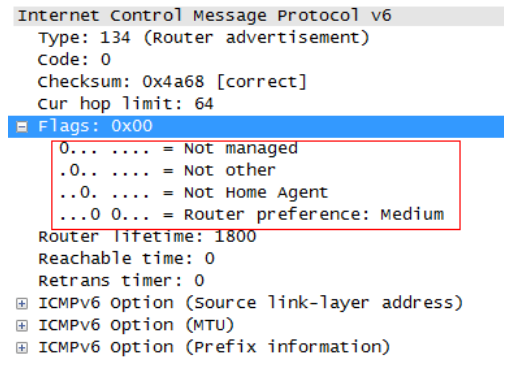 Internet Control Message Protocol v6
Type: 134 (Router advertisement)
Code: 0
Checksum: 0x4a68 [correct]
Cur hop limit: 64
Flags: 0x00
0... .... = Not managed
.0.. .... = Not other
..0. .... = Not Home Agent
...0 0... = Router preference: Medium
Router lifetime: 1800
Reachable time: 0
Retrans timer: 0
ICMPv6 Option (Source link-layer address)
ICMPv6 Option (MTU)
ICMPv6 Option (Prefix information)